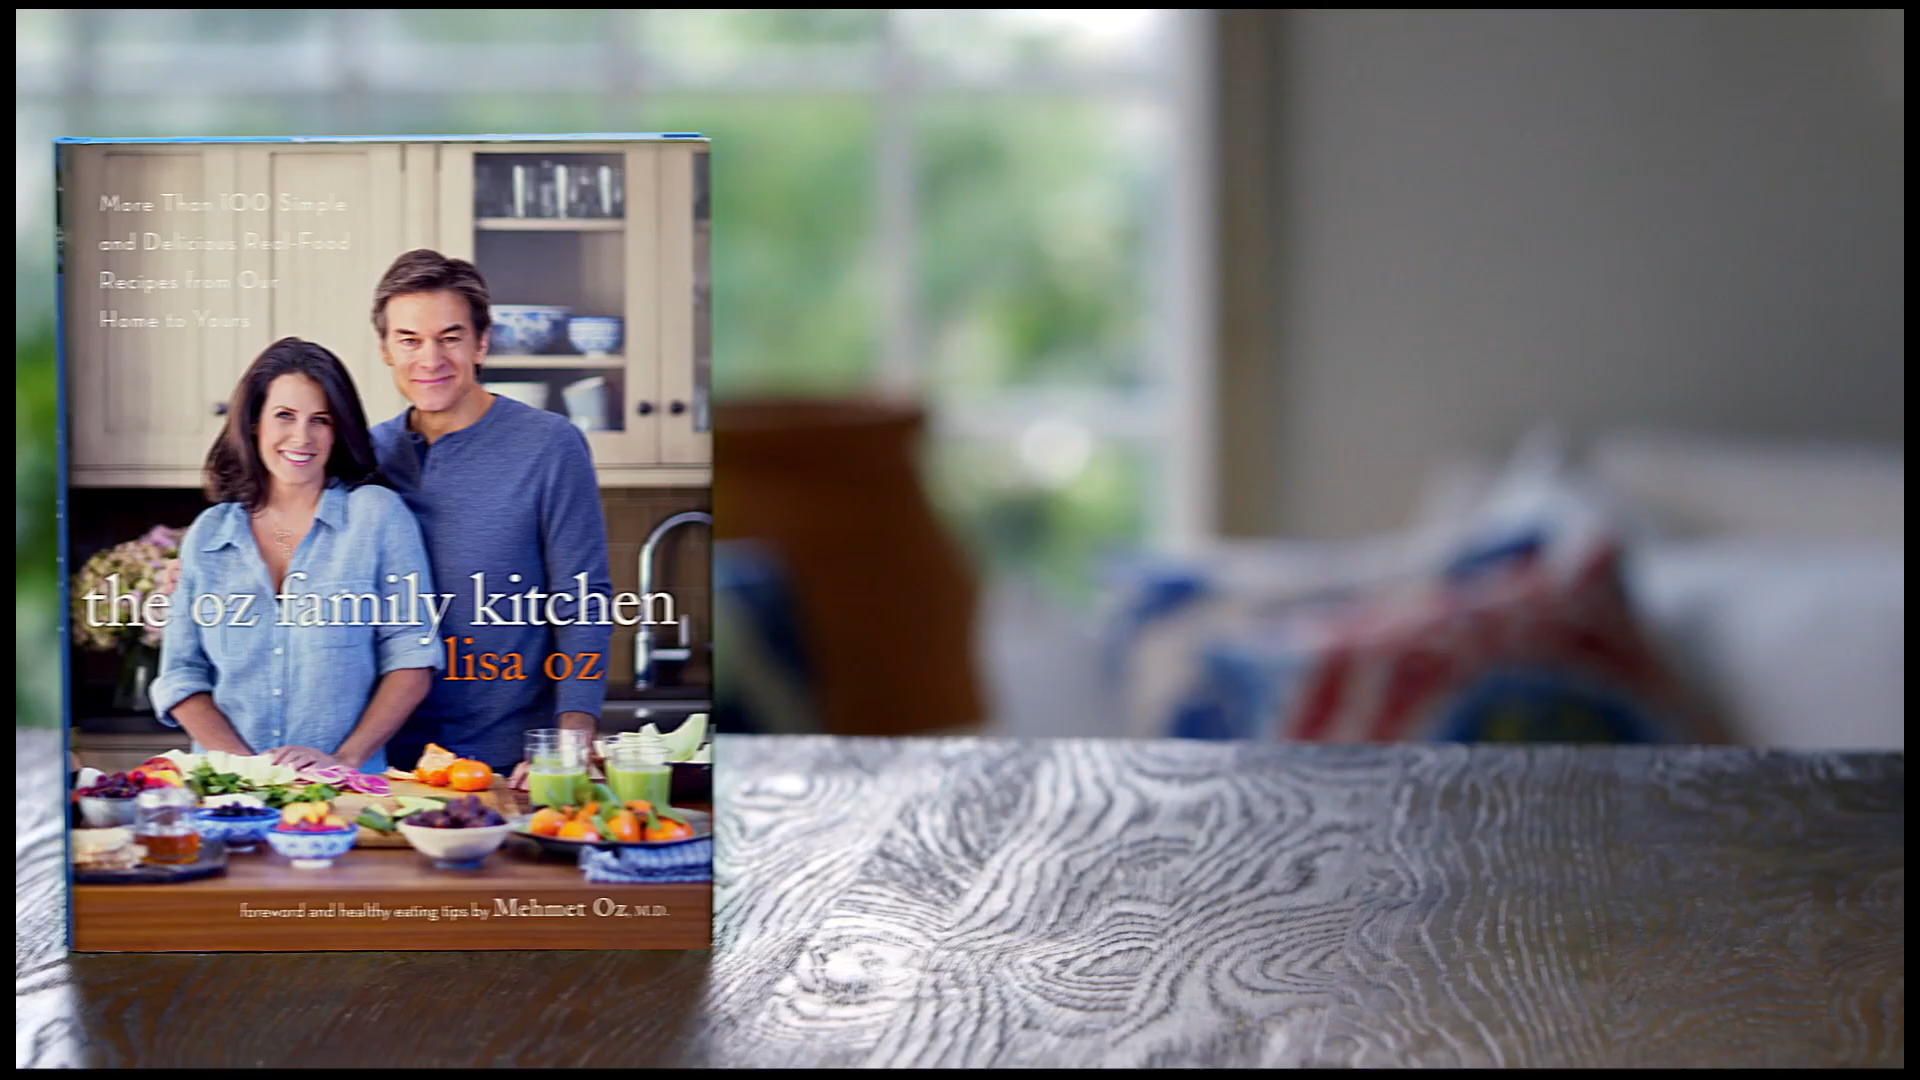 More Than 100 Simple
and Delicious Real-Food
Recipes from Our
Home to Yours
the oz family kitchen
lisa oz
foreword and healthy eating tips by Mehmet Oz, M.D.